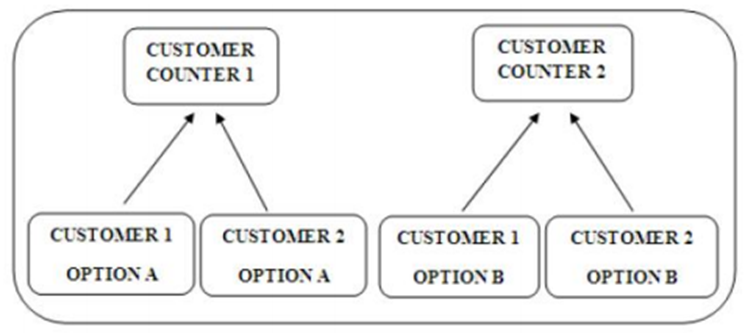 CUSTOMER
COUNTER 1
CUSTOMER
COUNTER 2
CUSTOMER 1
OPTION A
CUSTOMER 2
OPTION A
CUSTOMER 1
OPTION B
CUSTOMER 2
OPTION B